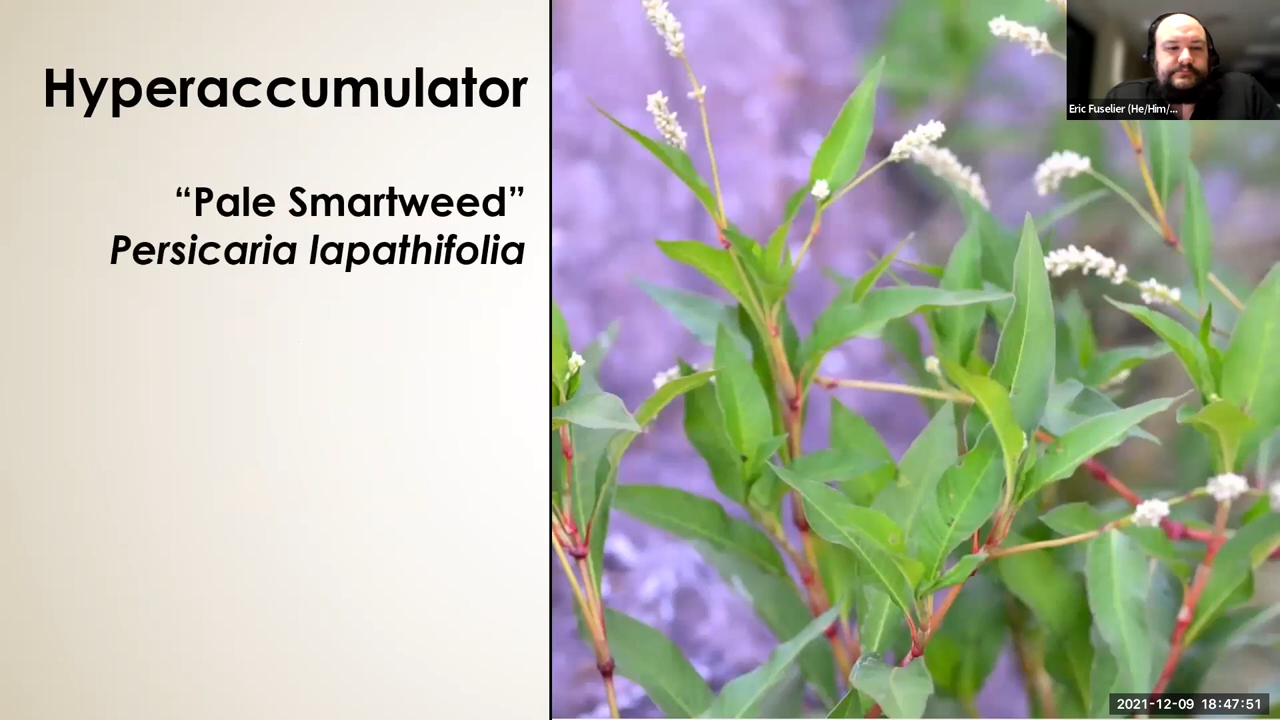 Hyperaccumulator
“Pale Smartweed”
Persicaria lapathifolia
Eric Fuselier (He/Him/...
2021-12-09 18:47:51